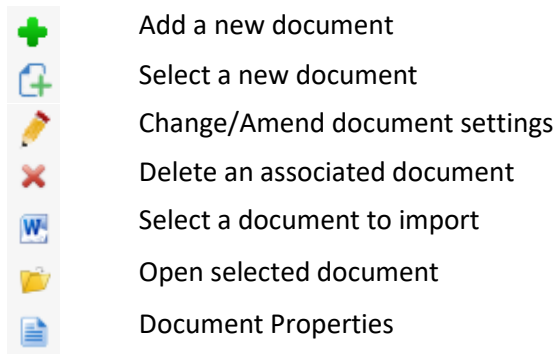 Add a new document
Select a new document
Change/Amend document settings
Delete an associated document
Select a document to import
Open selected document
Document Properties